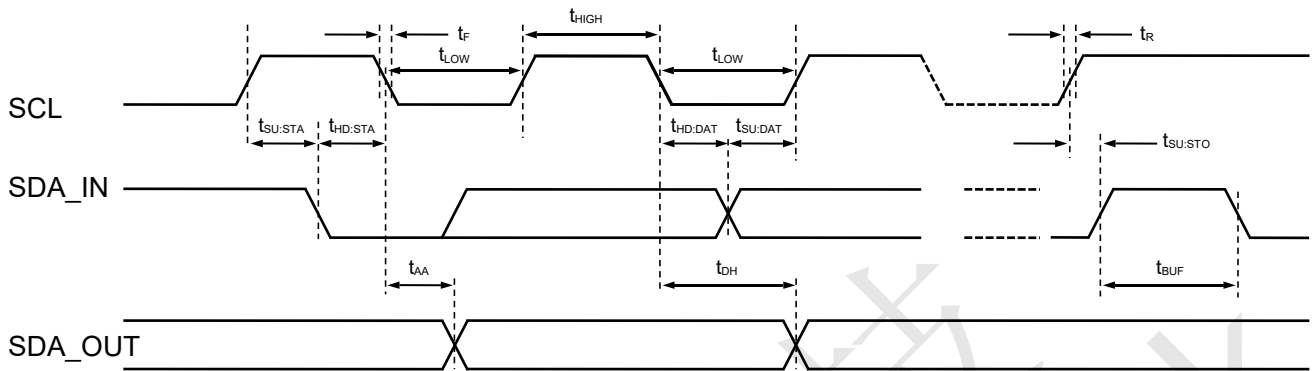 tHIGH
tF
tR
tLOW
tLOW
SCL
tSU:STA
tHD:STA
tHD:DAT
tSU:DAT
tSU:STO
SDA_IN
tAA
tDH
tBUF
SDA_OUT